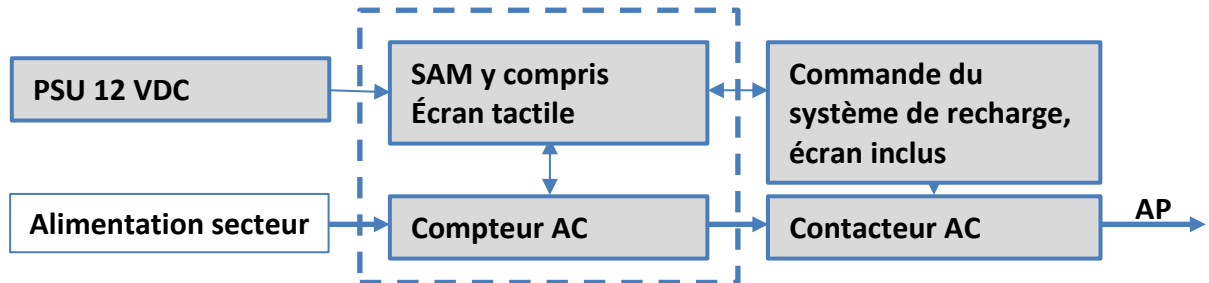 PSU 12 VDC
SAM y compris
Écran tactile
Commande du
système de recharge,
écran inclus
Alimentation secteur
Compteur AC
Contacteur AC
AP